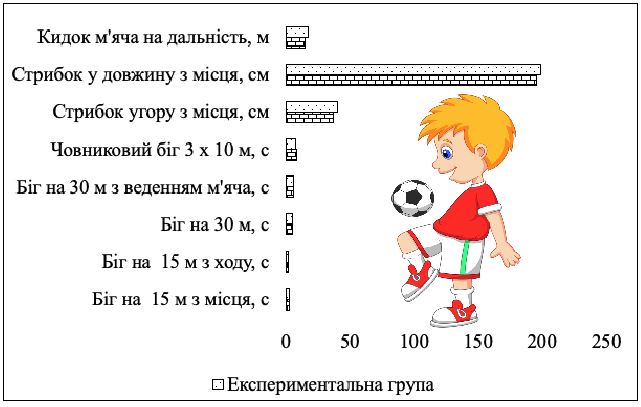 Кидок м'яча на дальність, м
Стрибок у довжину з місця, см
Стрибок угору з місця, см
Човниковий біг 3 х 10 м, с
Біг на 30 м з веденням м'яча, с
Біг на 30 м, с
Біг на 15 м з ходу, с
Біг на 15 м з місця, с
0 50 100 150 200 250
Експериментальна група